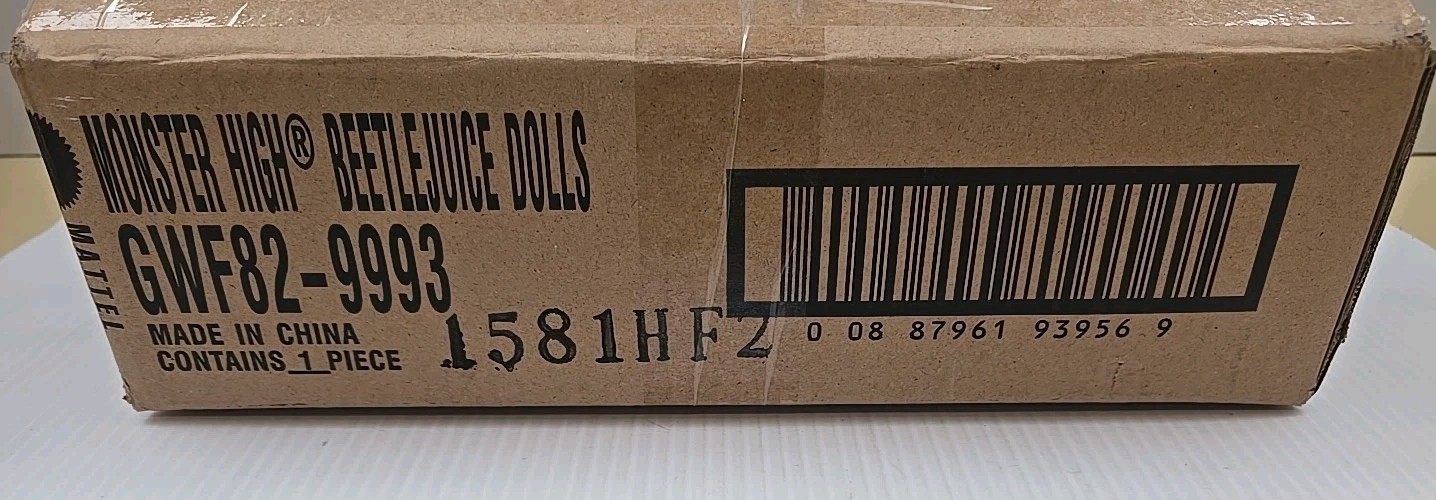 MONSTER HIGH® BEETLEJUICE DOLLS
MATTEL
GWF82-9993
MADE IN CHINA
CONTAINS 1 PIECE
1581HF2
0 08 87961 93956 9